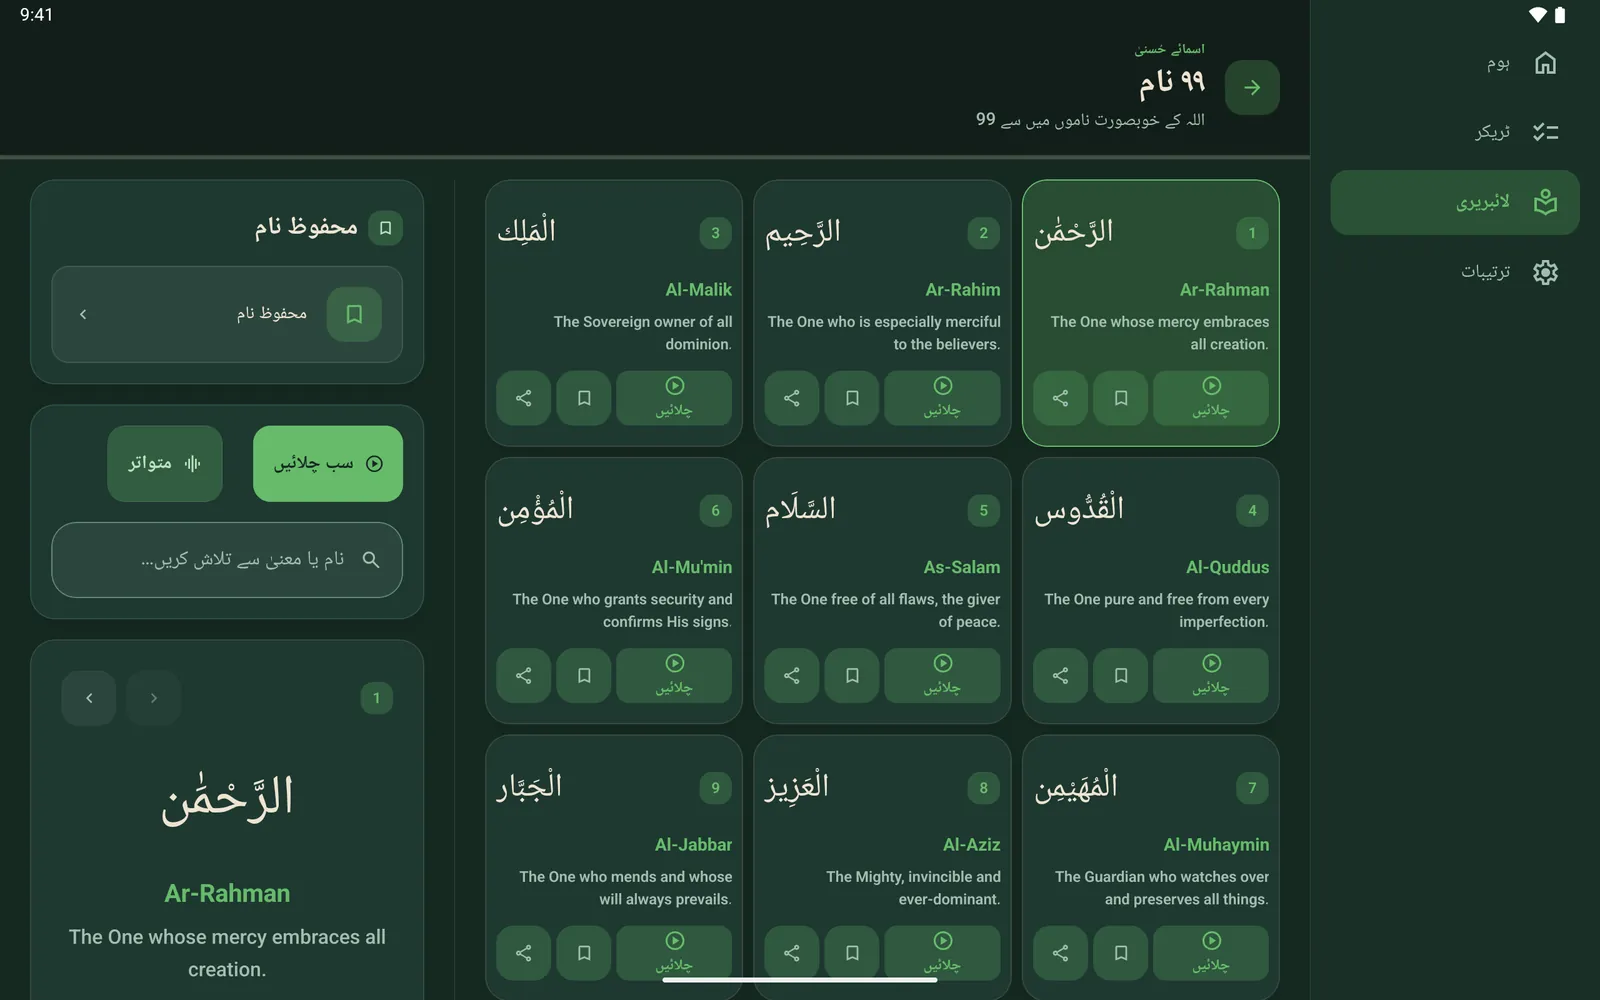 9:41
ہوم
ٹریکر
لائبریری
ترتیبات
اسمائے حُسنیٰ
۹۹ نام
اللہ کے خوبصورت ناموں میں سے 99
1
الرَّحْمَٰن
Ar-Rahman
The One whose mercy embraces
all creation.
چلائیں
2
الرَّحِيم
Ar-Rahim
The One who is especially merciful
to the believers.
چلائیں
3
الْمَلِك
Al-Malik
The Sovereign owner of all
dominion.
چلائیں
4
الْقُدُّوس
Al-Quddus
The One pure and free from every
imperfection.
چلائیں
5
السَّلَام
As-Salam
The One free of all flaws, the giver
of peace.
چلائیں
6
الْمُؤْمِن
Al-Mu'min
The One who grants security and
confirms His signs.
چلائیں
7
الْمُهَيْمِن
Al-Muhaymin
The Guardian who watches over
and preserves all things.
چلائیں
8
الْعَزِيز
Al-Aziz
The Mighty, invincible and
ever-dominant.
چلائیں
9
الْجَبَّار
Al-Jabbar
The One who mends and whose
will always prevails.
چلائیں
محفوظ نام
محفوظ نام
سب چلائیں
متواتر
نام یا معنیٰ سے تلاش کریں...
1
الرَّحْمَٰن
Ar-Rahman
The One whose mercy embraces all
creation.